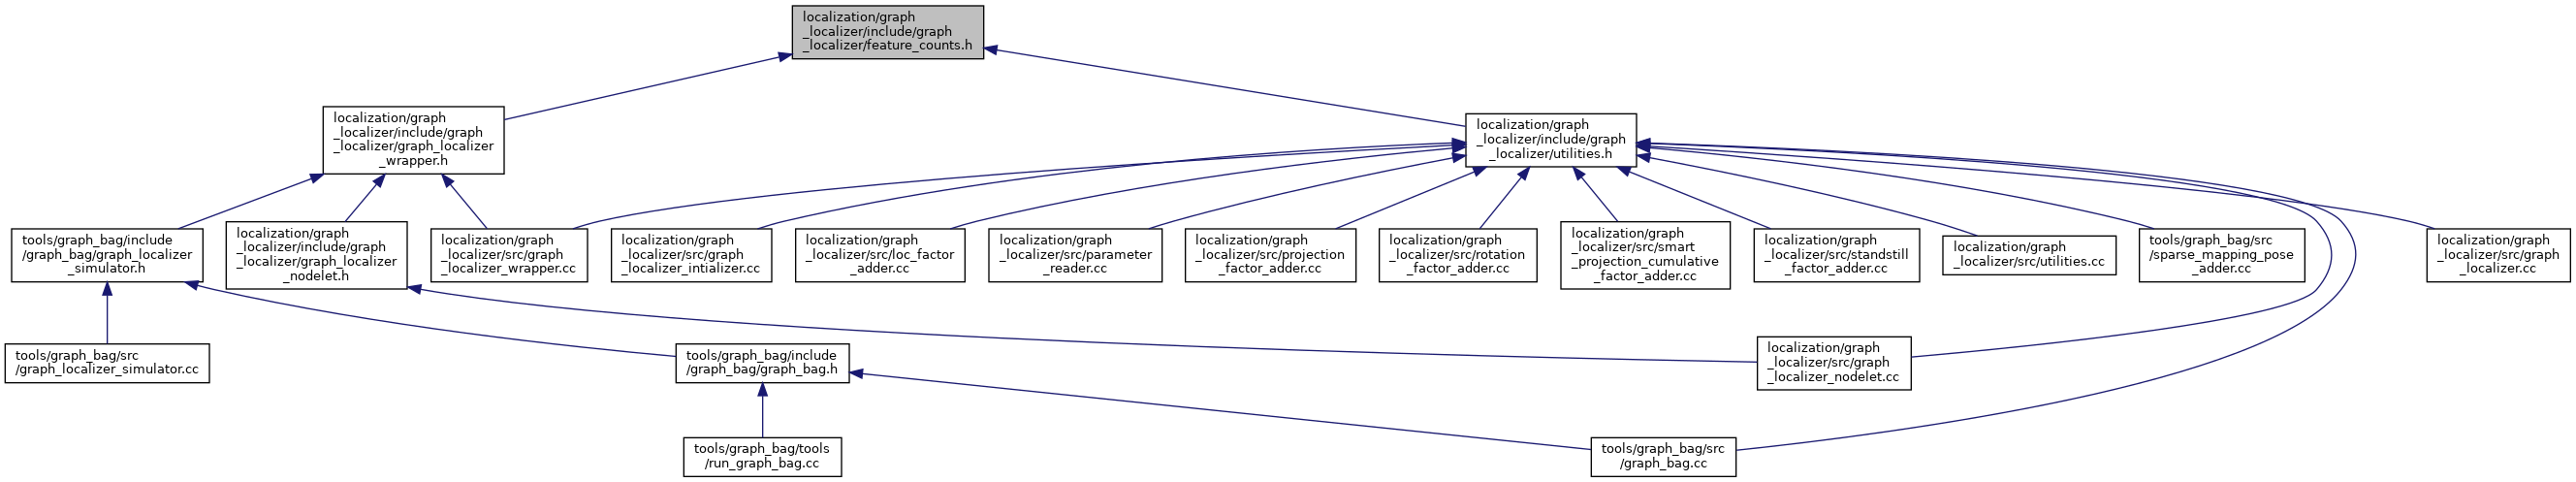 localization/graph
_localizer/include/graph
_localizer/feature_counts.h
localization/graph
_localizer/include/graph
_localizer/graph_localizer
_wrapper.h
localization/graph
_localizer/include/graph
_localizer/utilities.h
tools/graph_bag/include
/graph_bag/graph_localizer
_simulator.h
localization/graph
_localizer/include/graph
_localizer/graph_localizer
_nodelet.h
localization/graph
_localizer/src/graph
_localizer_wrapper.cc
localization/graph
_localizer/src/graph
_localizer_intializer.cc
localization/graph
_localizer/src/loc_factor
_adder.cc
localization/graph
_localizer/src/parameter
_reader.cc
localization/graph
_localizer/src/projection
_factor_adder.cc
localization/graph
_localizer/src/rotation
_factor_adder.cc
localization/graph
_localizer/src/smart
_projection_cumulative
_factor_adder.cc
localization/graph
_localizer/src/standstill
_factor_adder.cc
localization/graph
_localizer/src/utilities.cc
tools/graph_bag/src
/sparse_mapping_pose
_adder.cc
localization/graph
_localizer/src/graph
_localizer.cc
tools/graph_bag/src
/graph_localizer_simulator.cc
tools/graph_bag/include
/graph_bag/graph_bag.h
localization/graph
_localizer/src/graph
_localizer_nodelet.cc
tools/graph_bag/tools
/run_graph_bag.cc
tools/graph_bag/src
/graph_bag.cc